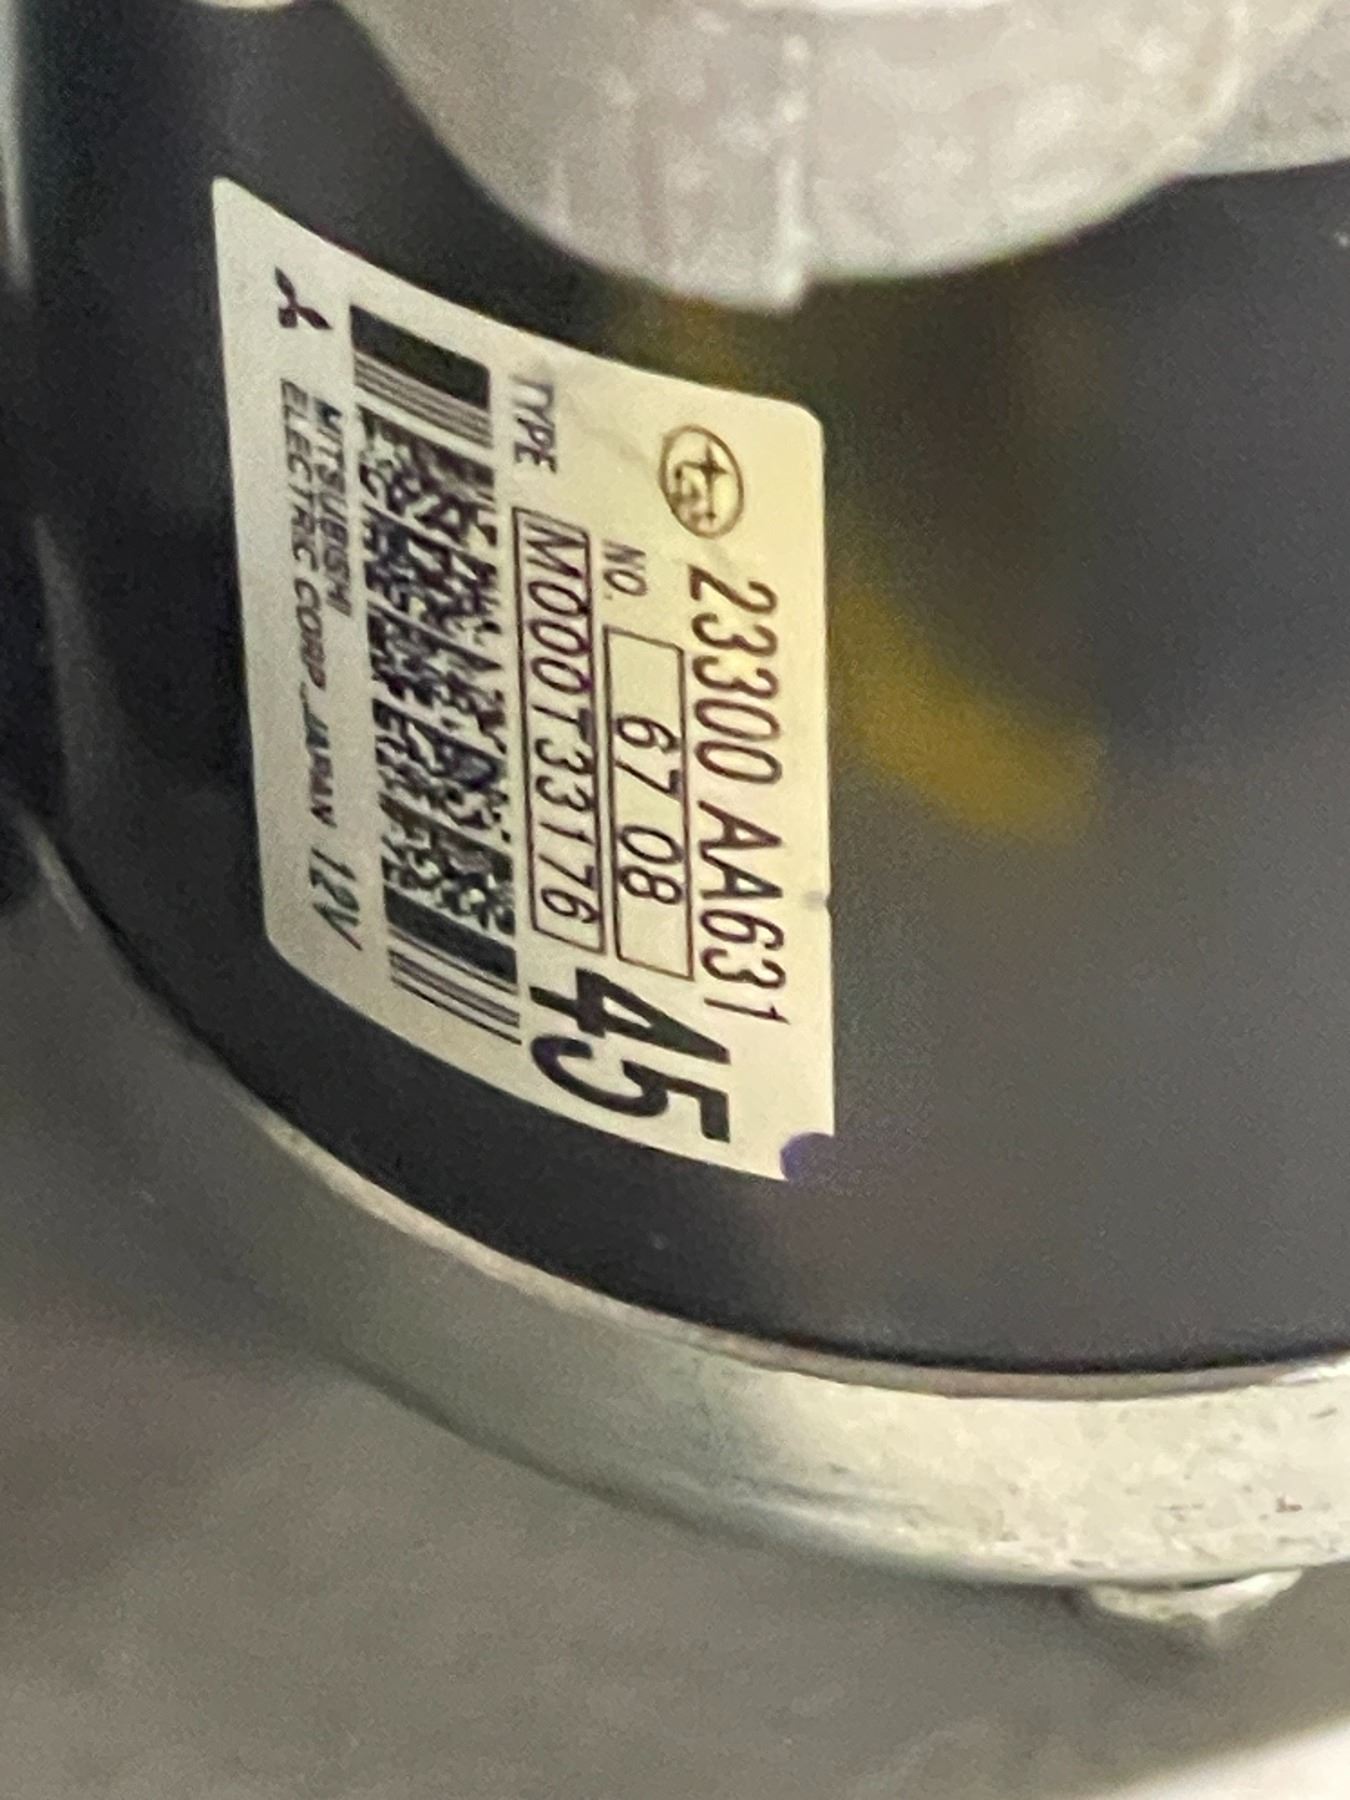 23300 AA631
NO. 67 08
TYPE M000T33176
45
MITSUBISHI
ELECTRIC CORP. JAPAN 12V